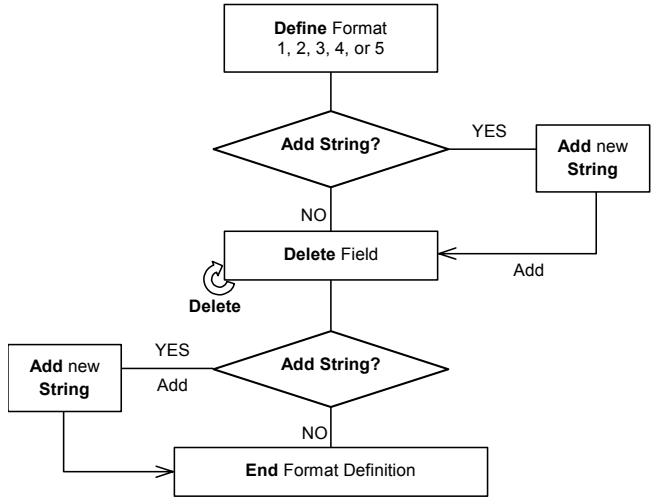 Define Format
1, 2, 3, 4, or 5
Add String?
YES
Add new
String
NO
Delete Field
Add
Delete
Add String?
YES
Add
Add new
String
NO
End Format Definition